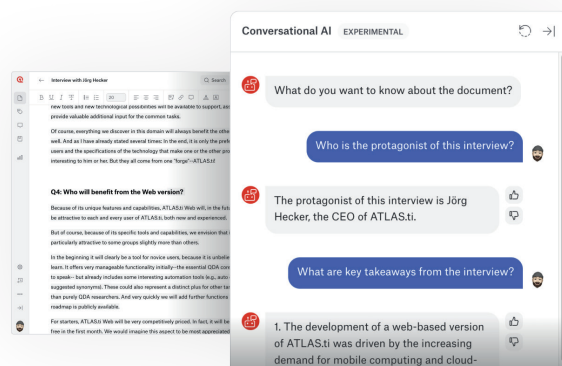 Interview with Jörg Hecker
Search
new tools and new technological possibilities will be available to support, as
provide valuable additional input for the common tasks.
Of course, everything we discover in this domain will always benefit the othe
well. And as I have already stated several times: In the end, it is only the pref
users and the specifications of the technology that make one or the other pro
interesting to him or her. But they all come from one "forge"–ATLAS.ti!
Q4: Who will benefit from the Web version?
Because of its unique features and capabilities, ATLAS.ti Web will, in the futu
be attractive to each and every user of ATLAS.ti, both new and experienced.
But of course, because of its specific tools and capabilities, we envision that i
particularly attractive to some groups slightly more than others.
In the beginning it will clearly be a tool for novice users, because it is unbelie
learn. It offers very manageable functionality initially–the essential QDA con
to speak-- but already includes some interesting automation tools (e.g., auto
suggested synonyms). These could also represent a distinct plus for other ta
than purely QDA researchers. And very quickly we will add further functions
roadmap is publicly available.
For starters, ATLAS.ti Web will be very competitively priced. In fact, it will be
free in the first month. We would imagine this aspect to be most appreciated
Conversational AI EXPERIMENTAL
What do you want to know about the document?
Who is the protagonist of this interview?
The protagonist of this interview is Jörg
Hecker, the CEO of ATLAS.ti.
What are key takeaways from the interview?
1. The development of a web-based version
of ATLAS.ti was driven by the increasing
demand for mobile computing and cloud-